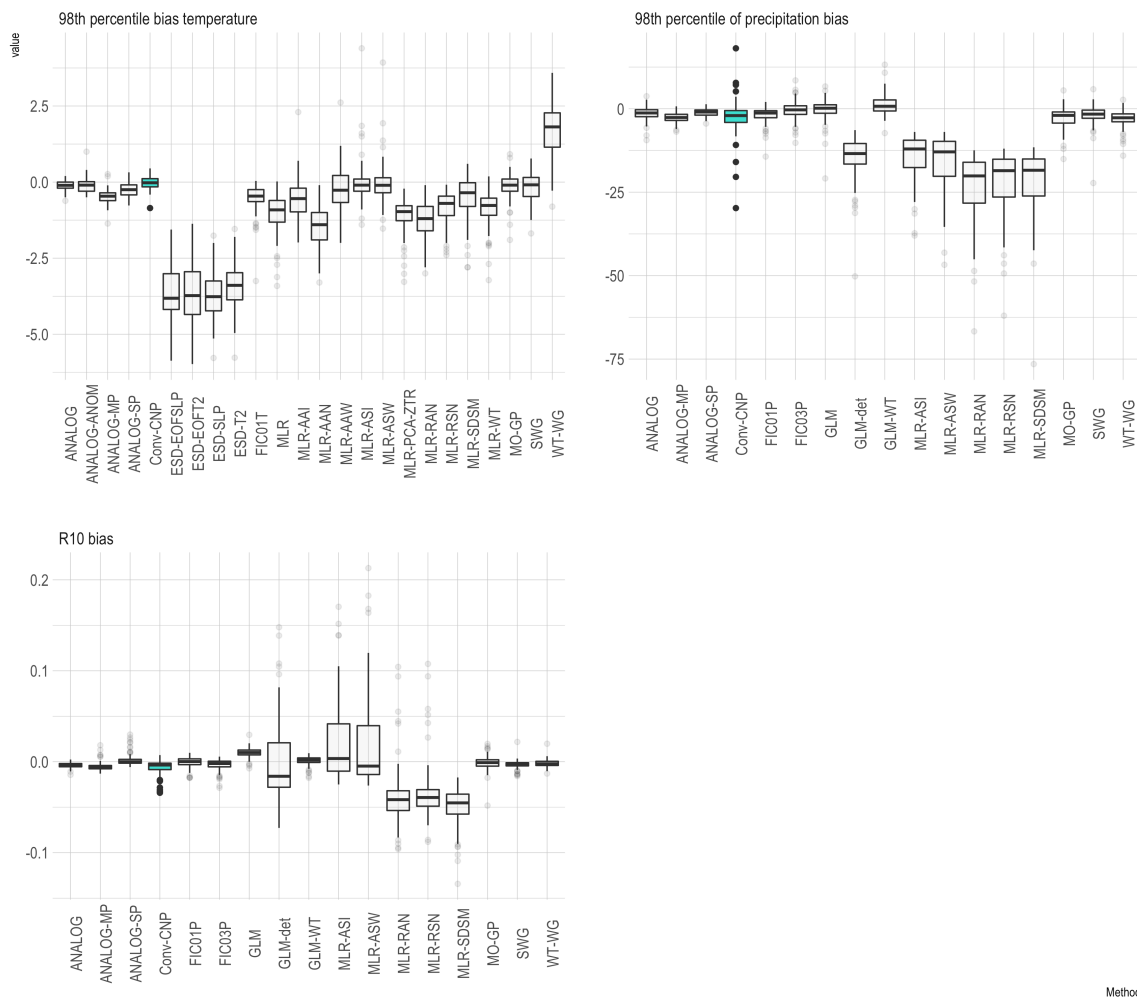 98th percentile bias temperature
98th percentile of precipitation bias
value
2.5
0.0
-2.5
-5.0
ANALOG
ANALOG-ANOM
ANALOG-MP
ANALOG-SP
Conv-CNP
ESD-EOFSLP
ESD-EOFT2
ESD-SLP
ESD-T2
FIC01T
MLR
MLR-AAI
MLR-AAN
MLR-AAW
MLR-ASI
MLR-ASW
MLR-PCA-ZTR
MLR-RAN
MLR-RSN
MLR-SDSM
MLR-WT
MO-GP
SWG
WT-WG
0
-25
-50
-75
ANALOG
ANALOG-MP
ANALOG-SP
Conv-CNP
FIC01P
FIC03P
GLM
GLM-det
GLM-WT
MLR-ASI
MLR-ASW
MLR-RAN
MLR-RSN
MLR-SDSM
MO-GP
SWG
WT-WG
R10 bias
0.2
0.1
0.0
-0.1
ANALOG
ANALOG-MP
ANALOG-SP
Conv-CNP
FIC01P
FIC03P
GLM
GLM-det
GLM-WT
MLR-ASI
MLR-ASW
MLR-RAN
MLR-RSN
MLR-SDSM
MO-GP
SWG
WT-WG
Method